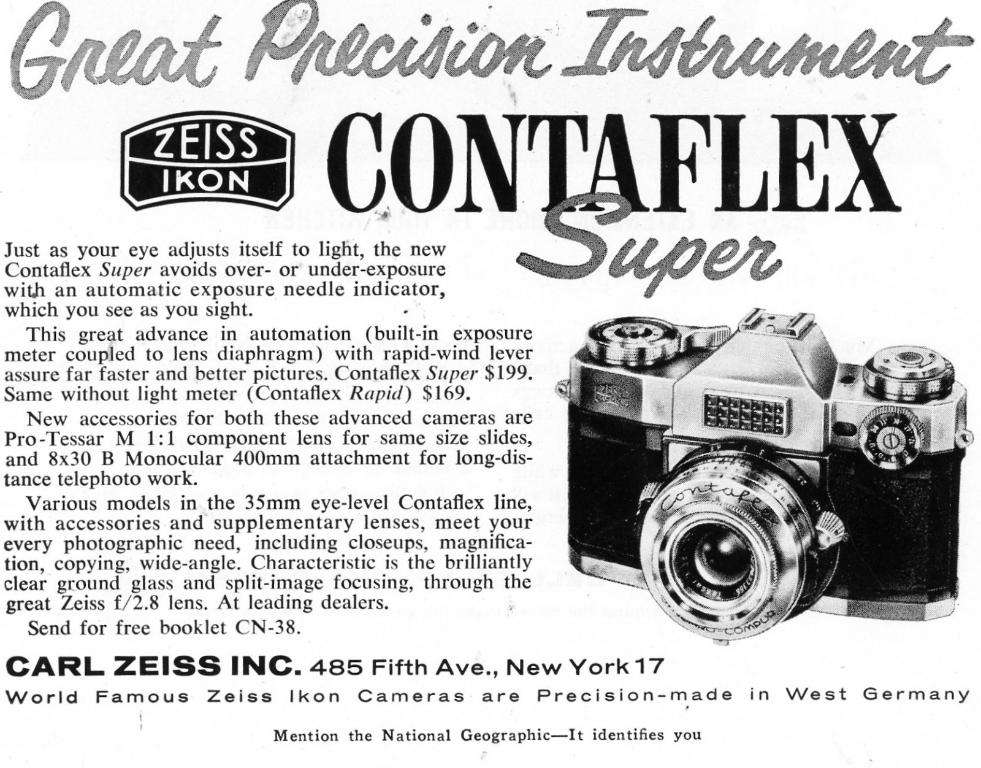 Great Precision Instrument
ZEISS
IKON
CONTAFLEX
Super
Just as your eye adjusts itself to light, the new
Contaflex Super avoids over- or under-exposure
with an automatic exposure needle indicator,
which you see as you sight.
This great advance in automation (built-in exposure
meter coupled to lens diaphragm) with rapid-wind lever
assure far faster and better pictures. Contaflex Super $199.
Same without light meter (Contaflex Rapid) $169.
New accessories for both these advanced cameras are
Pro-Tessar M 1:1 component lens for same size slides,
and 8x30 B Monocular 400mm attachment for long-dis-
tance telephoto work.
Various models in the 35mm eye-level Contaflex line,
with accessories and supplementary lenses, meet your
every photographic need, including closeups, magnifica-
tion, copying, wide-angle. Characteristic is the brilliantly
clear ground glass and split-image focusing, through the
great Zeiss f/2.8 lens. At leading dealers.
Send for free booklet CN-38.
ZEISS
IKON
Contaflex
CARL ZEISS INC. 485 Fifth Ave., New York 17
World Famous Zeiss Ikon Cameras are Precision-made in West Germany
Mention the National Geographic—It identifies you